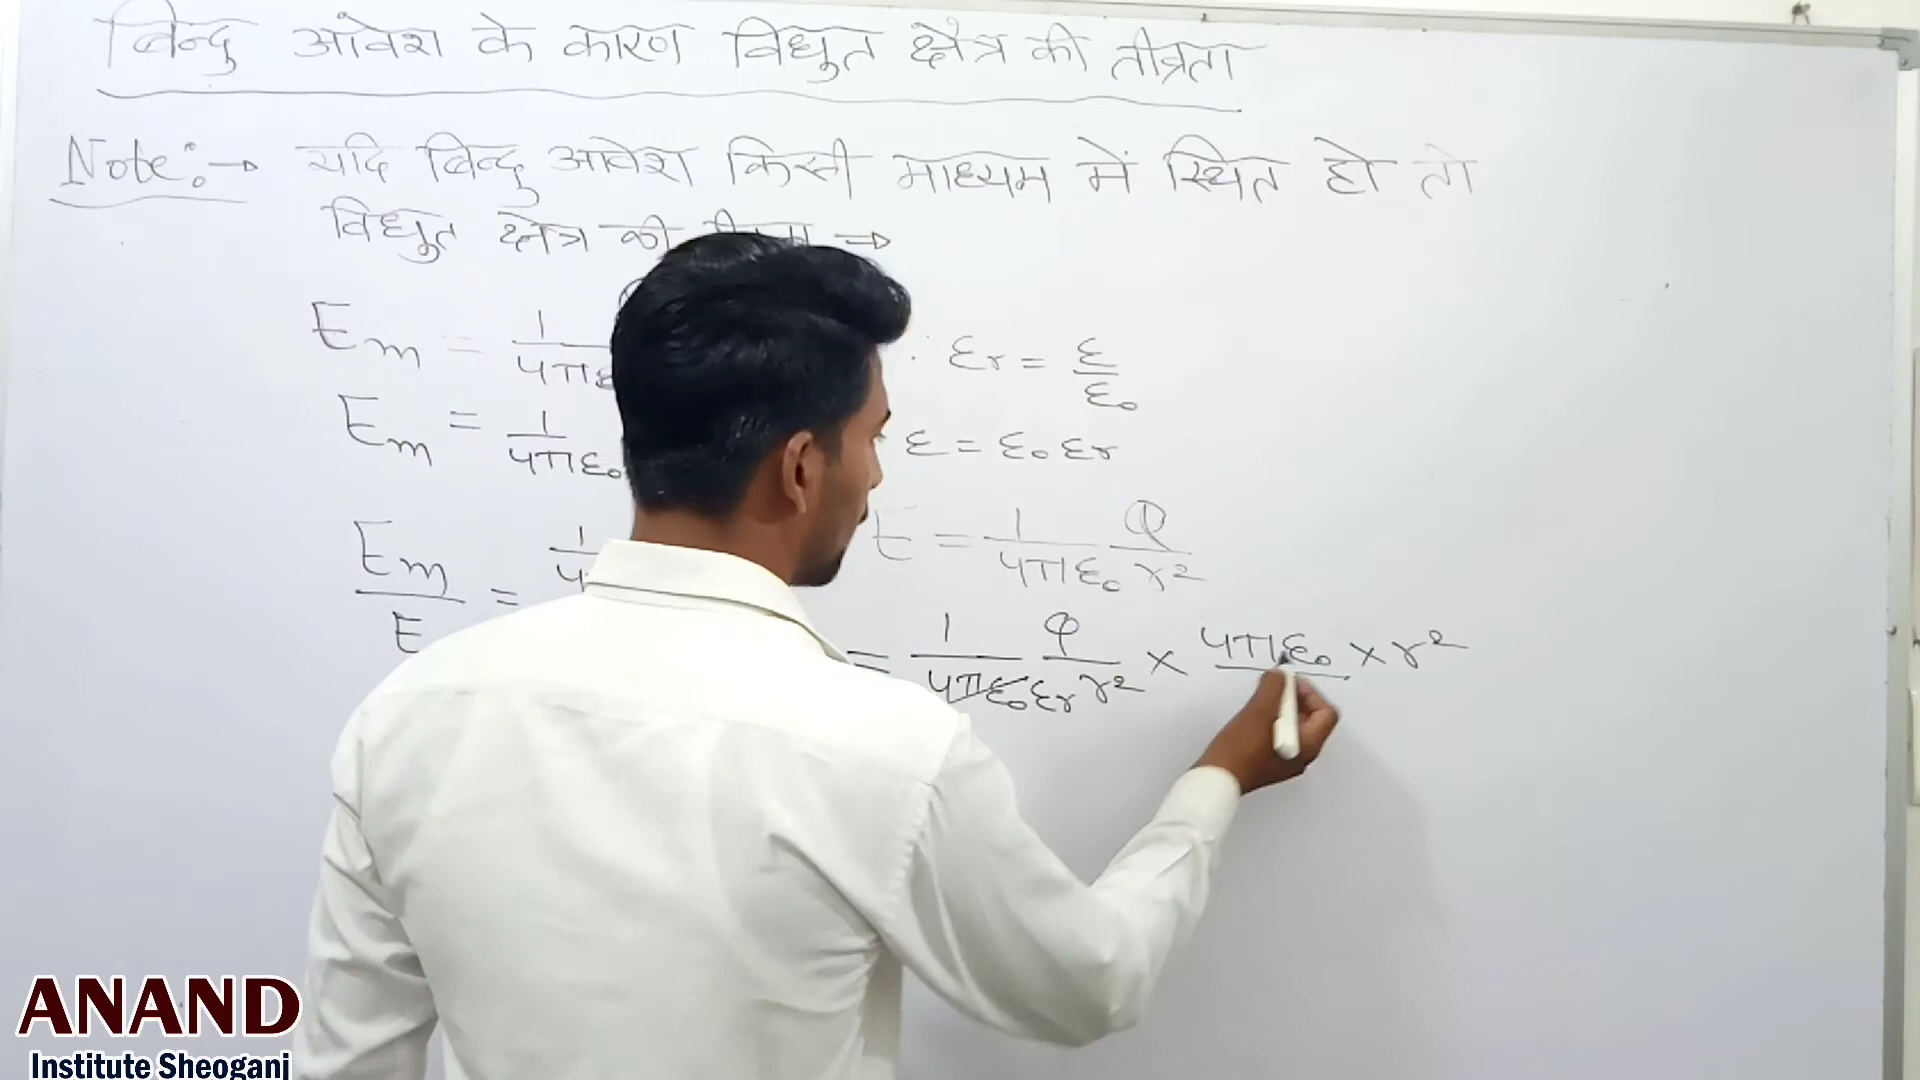 बिन्दु आवेश के कारण विधुत क्षेत्र की तीव्रता
Note:→ यदि बिन्दु आवेश किसी माध्यम में स्थित हो तो
विधुत क्षेत्र की →
Em = 1/4πε ∵ εr = ε/ε₀
Em = 1/4πε₀ ε = ε₀εr
E = 1/4πε₀ Q/r²
Em/E = = 1/4πε₀εr Q/r² × 4πε₀ × r²
ANAND
Institute Sheoganj